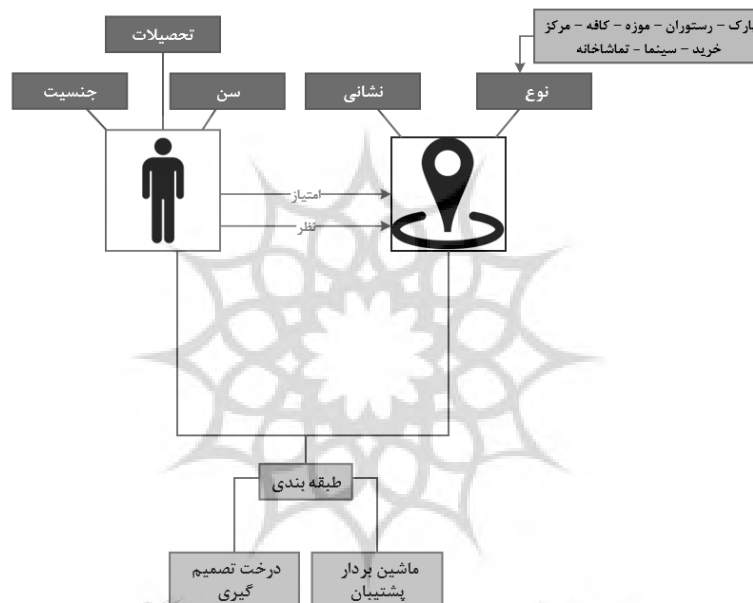 تحصیلات
پارک – رستوران – موزه – کافه – مرکز
خرید – سینما – تماشاخانه
نوع
نشانی
سن
جنسیت
امتیاز
نظر
طبقه بندی
ماشین بردار
پشتیبان
درخت تصمیم
گیری